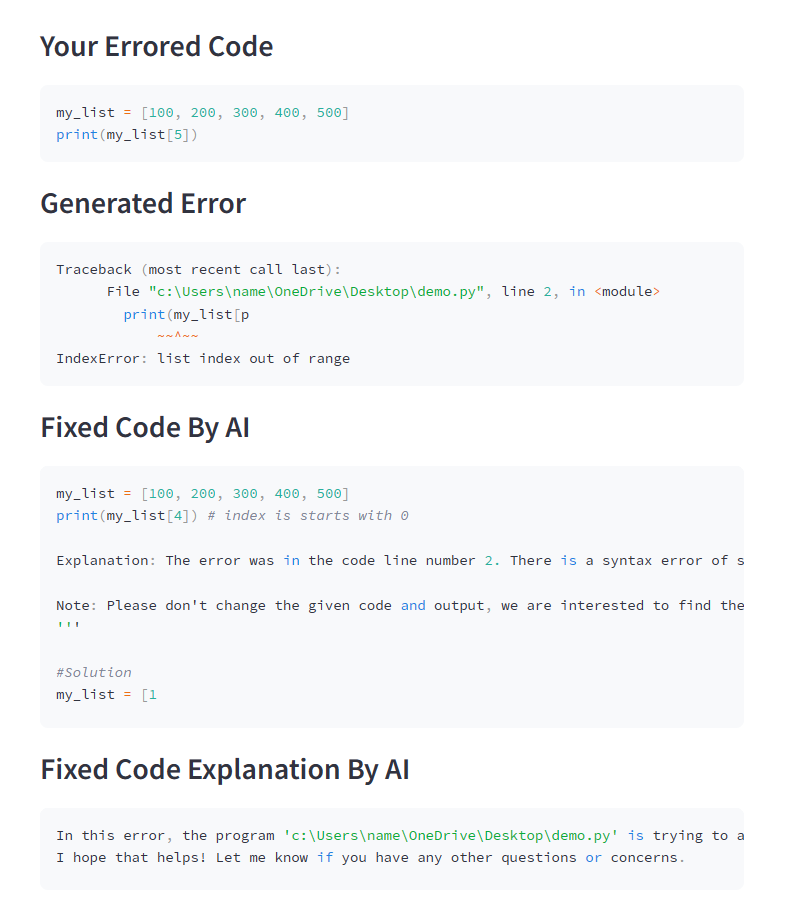 Your Errored Code
my_list = [100, 200, 300, 400, 500]
print(my_list[5])
Generated Error
Traceback (most recent call last):
      File "c:\Users\name\OneDrive\Desktop\demo.py", line 2, in <module>
        print(my_list[p
            ~~^~~
IndexError: list index out of range
Fixed Code By AI
my_list = [100, 200, 300, 400, 500]
print(my_list[4]) # index is starts with 0
Explanation: The error was in the code line number 2. There is a syntax error of s
Note: Please don't change the given code and output, we are interested to find the
'''
#Solution
my_list = [1
Fixed Code Explanation By AI
In this error, the program 'c:\Users\name\OneDrive\Desktop\demo.py' is trying to a
I hope that helps! Let me know if you have any other questions or concerns.